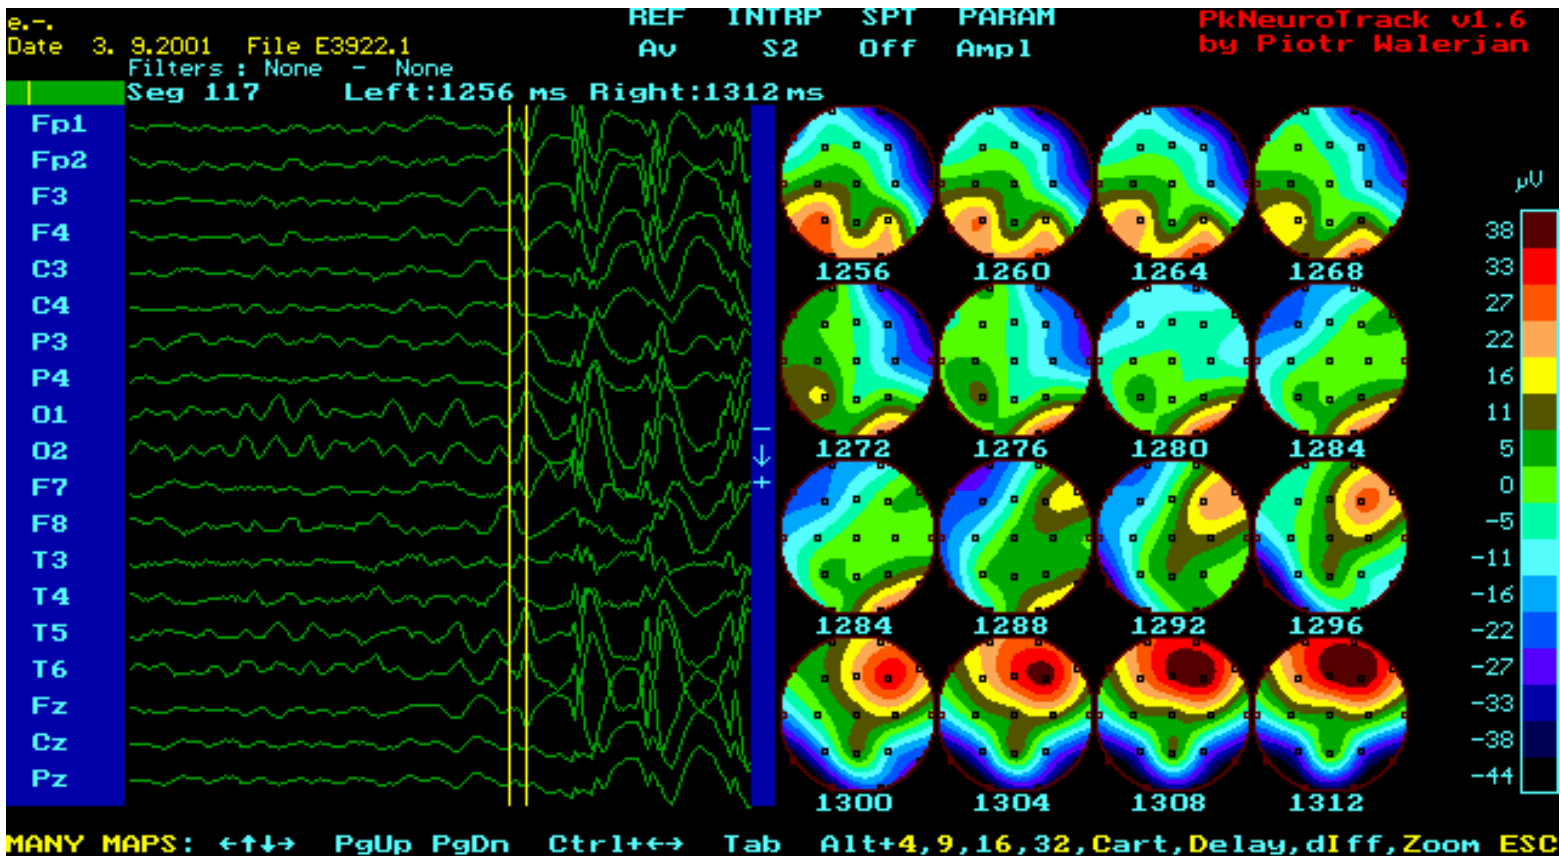 e.-.
REF INTRP SPT PARAM
PkNeuroTrack v1.6
Date 3. 9.2001 File E3922.1
Av S2 Off Ampl
by Piotr Walerjan
Filters : None - None
Seg 117 Left:1256 ms Right:1312ms
Fp1
Fp2
F3
F4
C3
C4
P3
P4
O1
O2
F7
F8
T3
T4
T5
T6
Fz
Cz
Pz
-
↓
+
1256 1260 1264 1268
1272 1276 1280 1284
1284 1288 1292 1296
1300 1304 1308 1312
µV
38
33
27
22
16
11
5
0
-5
-11
-16
-22
-27
-33
-38
-44
MANY MAPS: ←↑↓→ PgUp PgDn Ctrl+←→ Tab Alt+4,9,16,32,Cart,Delay,dIff,Zoom ESC